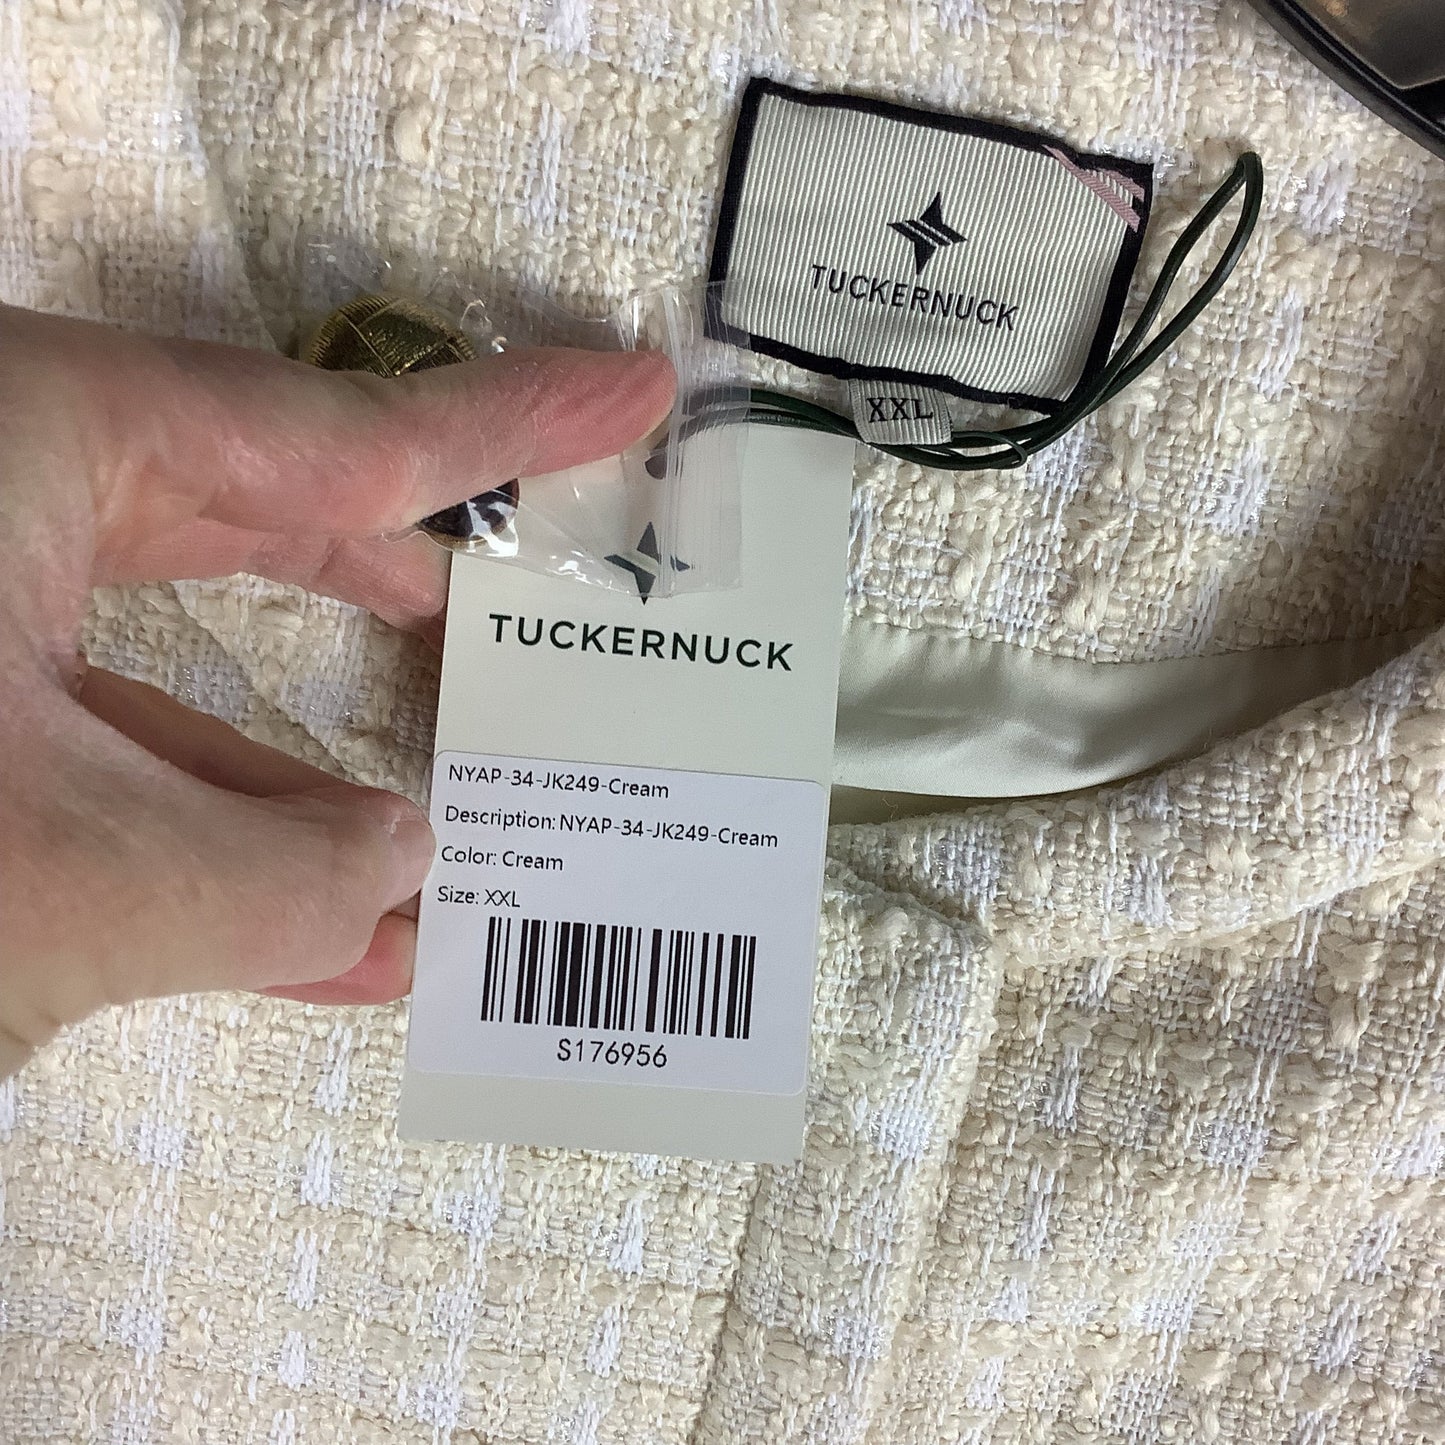 TUCKERNUCK
XXL
TUCKERNUCK
NYAP-34-JK249-Cream
Description: NYAP-34-JK249-Cream
Color: Cream
Size: XXL
S176956